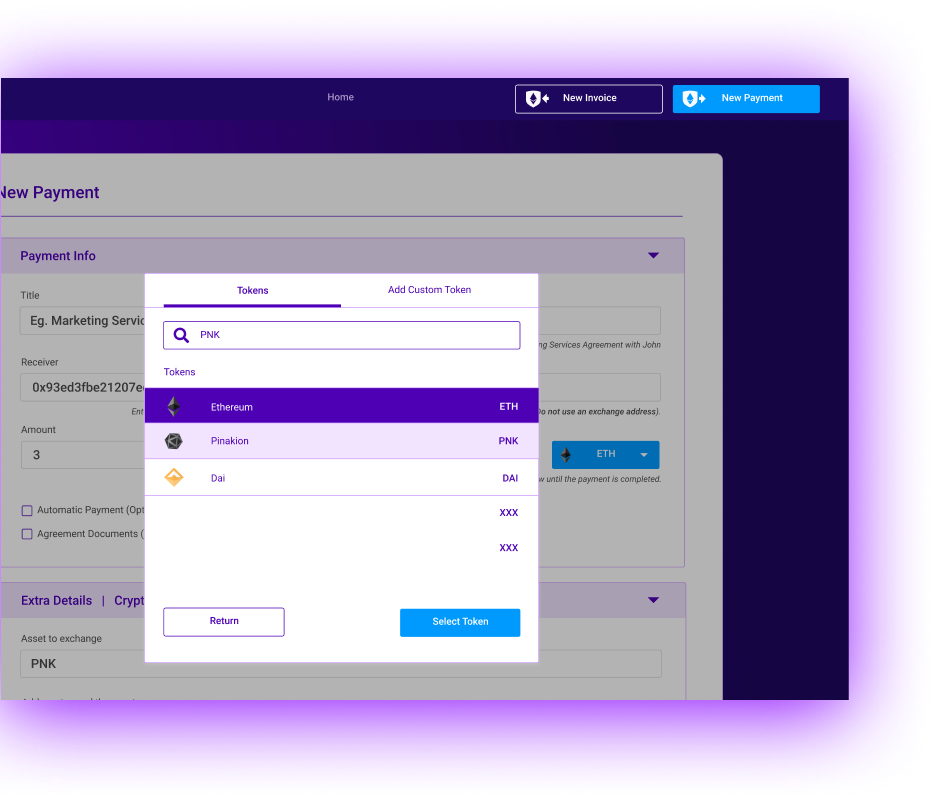 Home
New Invoice
New Payment
New Payment
Payment Info
Title
Eg. Marketing Servic
ng Services Agreement with John
Receiver
0x93ed3fbe21207e
Ent
Do not use an exchange address).
Amount
3
ETH
w until the payment is completed.
Automatic Payment (Opt
Agreement Documents (
Tokens
Add Custom Token
PNK
Tokens
Ethereum ETH
Pinakion PNK
Dai DAI
XXX
XXX
Return
Select Token
Extra Details | Crypt
Asset to exchange
PNK